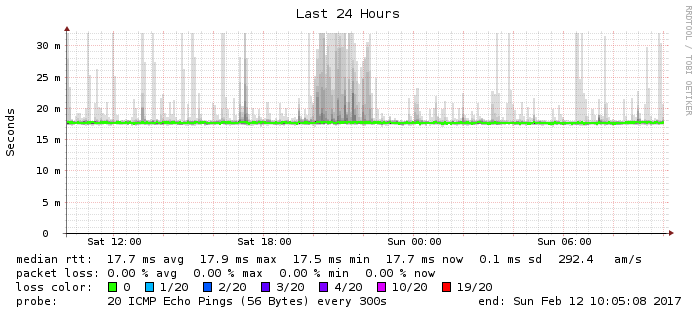 Last 24 Hours
RRDTOOL / TOBI OETIKER
Seconds
30 m
25 m
20 m
15 m
10 m
5 m
0
Sat 12:00 Sat 18:00 Sun 00:00 Sun 06:00
median rtt: 17.7 ms avg 17.9 ms max 17.5 ms min 17.7 ms now 0.1 ms sd 292.4 am/s
packet loss: 0.00 % avg 0.00 % max 0.00 % min 0.00 % now
loss color: 0 1/20 2/20 3/20 4/20 10/20 19/20
probe: 20 ICMP Echo Pings (56 Bytes) every 300s end: Sun Feb 12 10:05:08 2017